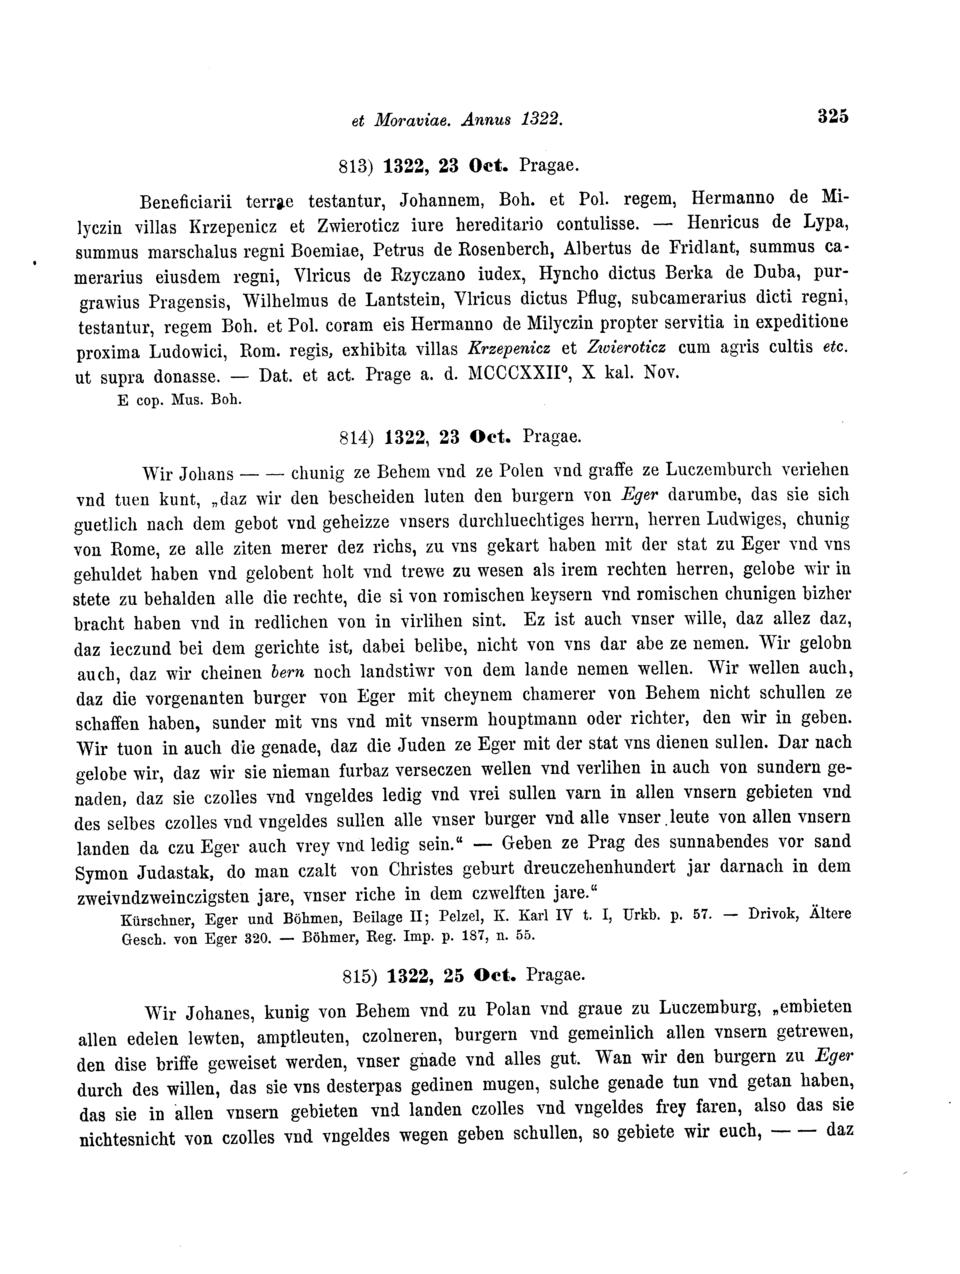 et Moraviae. Annus 1322. 325
813) 1322, 23 Oct. Pragae.
Beneficiarii terrae testantur, Johannem, Boh. et Pol. regem, Hermanno de Mi-
lyczin villas Krzepenicz et Zwieroticz iure hereditario contulisse. — Henricus de Lypa,
summus marschalus regni Boemiae, Petrus de Rosenberch, Albertus de Fridlant, summus ca-
merarius eiusdem regni, Vlricus de Rzyczano iudex, Hyncho dictus Berka de Duba, pur-
grawius Pragensis, Wilhelmus de Lantstein, Vlricus dictus Pflug, subcamerarius dicti regni,
testantur, regem Boh. et Pol. coram eis Hermanno de Milyczin propter servitia in expeditione
proxima Ludowici, Rom. regis, exhibita villas Krzepenicz et Zwieroticz cum agris cultis etc.
ut supra donasse. — Dat. et act. Prage a. d. MCCCXXII⁰, X kal. Nov.
E cop. Mus. Boh.
814) 1322, 23 Oct. Pragae.
Wir Johans — — chunig ze Behem vnd ze Polen vnd graffe ze Luczemburch veriehen
vnd tuen kunt, „daz wir den bescheiden luten den burgern von Eger darumbe, das sie sich
guetlich nach dem gebot vnd geheizze vnsers durchluechtiges herrn, herren Ludwiges, chunig
von Rome, ze alle ziten merer dez richs, zu vns gekart haben mit der stat zu Eger vnd vns
gehuldet haben vnd gelobent holt vnd trewe zu wesen als irem rechten herren, gelobe wir in
stete zu behalden alle die rechte, die si von romischen keysern vnd romischen chunigen bizher
bracht haben vnd in redlichen von in virlihen sint. Ez ist auch vnser wille, daz allez daz,
daz ieczund bei dem gerichte ist, dabei belibe, nicht von vns dar abe ze nemen. Wir gelobn
auch, daz wir cheinen bern noch landstiwr von dem lande nemen wellen. Wir wellen auch,
daz die vorgenanten burger von Eger mit cheynem chamerer von Behem nicht schullen ze
schaffen haben, sunder mit vns vnd mit vnserm houptmann oder richter, den wir in geben.
Wir tuon in auch die genade, daz die Juden ze Eger mit der stat vns dienen sullen. Dar nach
gelobe wir, daz wir sie nieman furbaz verseczen wellen vnd verlihen in auch von sundern ge-
naden, daz sie czolles vnd vngeldes ledig vnd vrei sullen varn in allen vnsern gebieten vnd
des selbes czolles vnd vngeldes sullen alle vnser burger vnd alle vnser leute von allen vnsern
landen da czu Eger auch vrey vnd ledig sein.“ — Geben ze Prag des sunnabendes vor sand
Symon Judastak, do man czalt von Christes geburt dreuczehenhundert jar darnach in dem
zweivndzweinczigsten jare, vnser riche in dem czwelften jare.“
Kürschner, Eger und Böhmen, Beilage II; Pelzel, K. Karl IV t. I, Urkb. p. 57. — Drivok, Ältere
Gesch. von Eger 320. — Böhmer, Reg. Imp. p. 187, n. 55.
815) 1322, 25 Oct. Pragae.
Wir Johanes, kunig von Behem vnd zu Polan vnd graue zu Luczemburg, „embieten
allen edelen lewten, amptleuten, czolneren, burgern vnd gemeinlich allen vnsern getrewen,
den dise briffe geweiset werden, vnser gnade vnd alles gut. Wan wir den burgern zu Eger
durch des willen, das sie vns desterpas gedinen mugen, sulche genade tun vnd getan haben,
das sie in allen vnsern gebieten vnd landen czolles vnd vngeldes frey faren, also das sie
nichtesnicht von czolles vnd vngeldes wegen geben schullen, so gebiete wir euch, — — daz